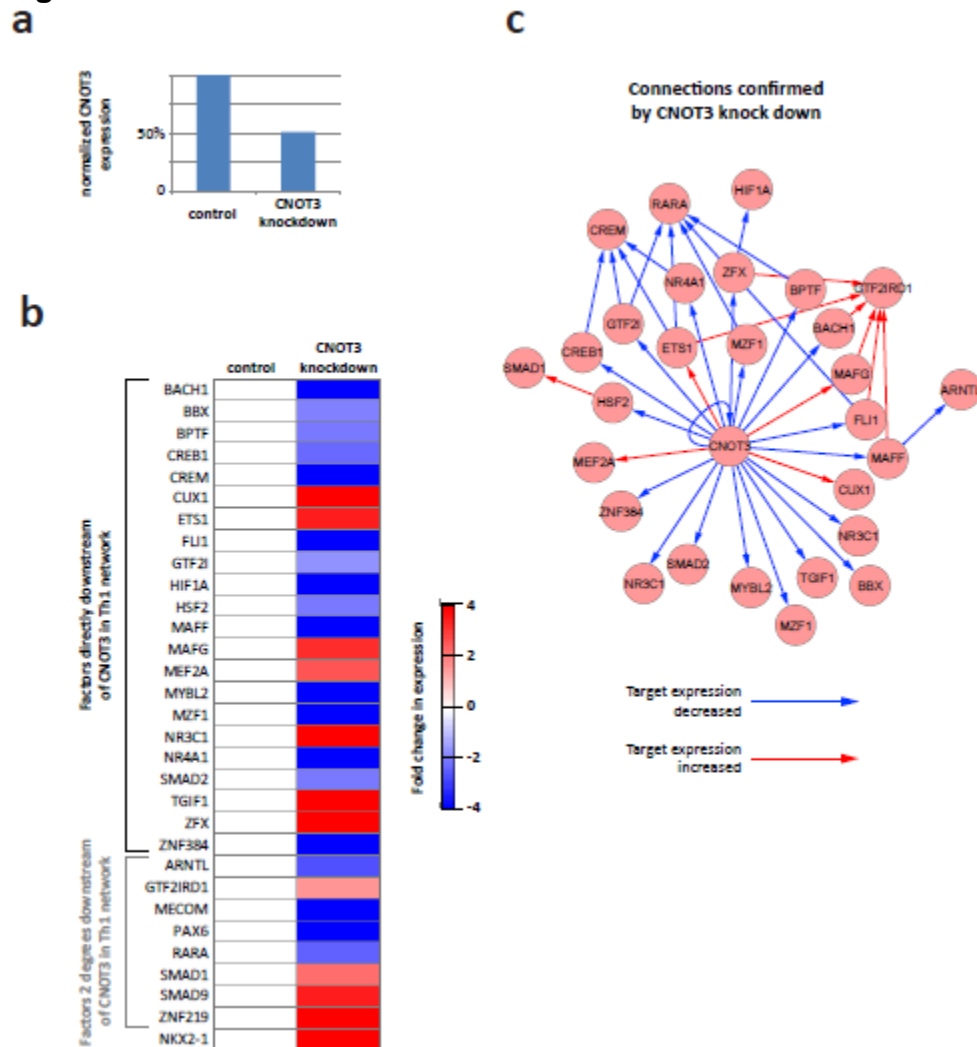 a
normalized CNOT3
expression
50%
0
control
CNOT3
knockdown
b
control
CNOT3
knockdown
Factors directly downstream
of CNOT3 in Th1 network
BACH1
BBX
BPTF
CREB1
CREM
CUX1
ETS1
FLI1
GTF2I
HIF1A
HSF2
MAFF
MAFG
MEF2A
MYBL2
MZF1
NR3C1
NR4A1
SMAD2
TGIF1
ZFX
ZNF384
Factors 2 degrees downstream
of CNOT3 in Th1 network
ARNTL
GTF2IRD1
MECOM
PAX6
RARA
SMAD1
SMAD9
ZNF219
NKX2-1
Fold change in expression
4
2
0
-2
-4
c
Connections confirmed
by CNOT3 knock down
HIF1A
RARA
CREM
ZFX
NR4A1
BPTF
GTF2IRD1
GTF2I
BACH1
ETS1
MZF1
CREB1
SMAD1
MAFG
ARNTL
HSF2
FLI1
CNOT3
MAFF
MEF2A
CUX1
ZNF384
NR3C1
SMAD2
NR3C1
MYBL2
TGIF1
BBX
MZF1
Target expression
decreased
Target expression
increased